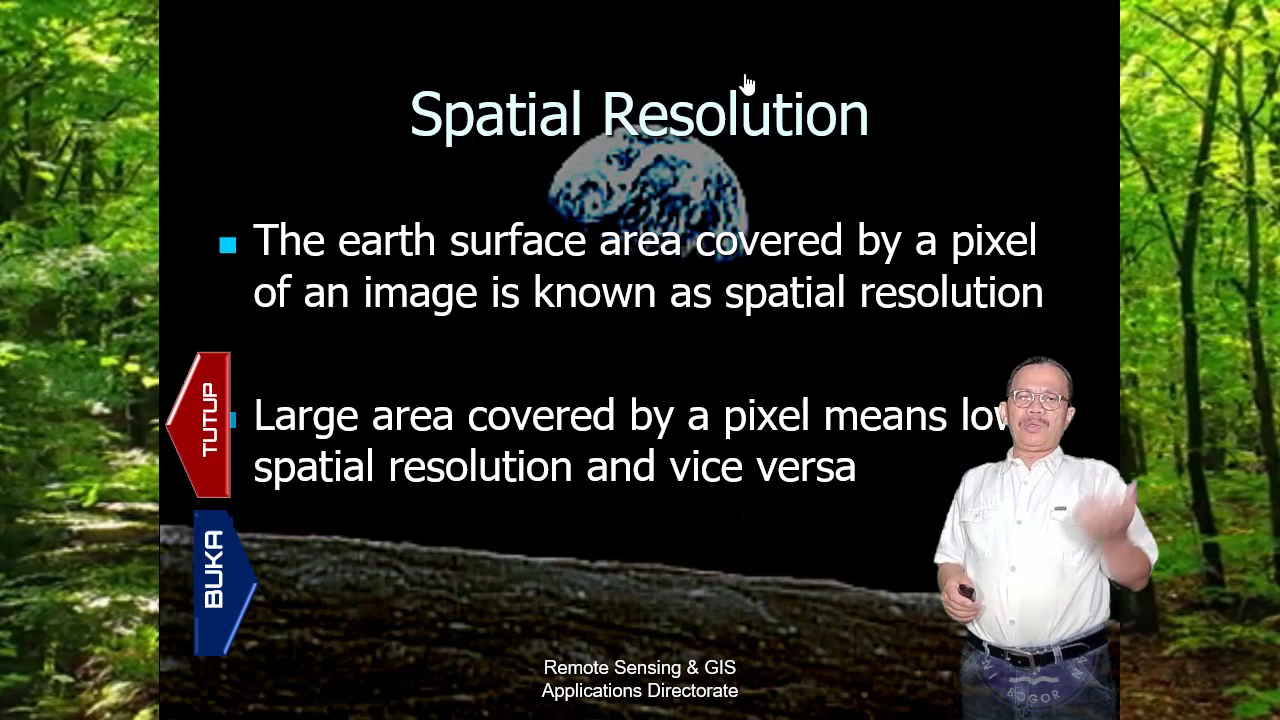 Spatial Resolution
The earth surface area covered by a pixel
of an image is known as spatial resolution
Large area covered by a pixel means low
spatial resolution and vice versa
TUTUP
BUKA
Remote Sensing & GIS
Applications Directorate
BOGOR